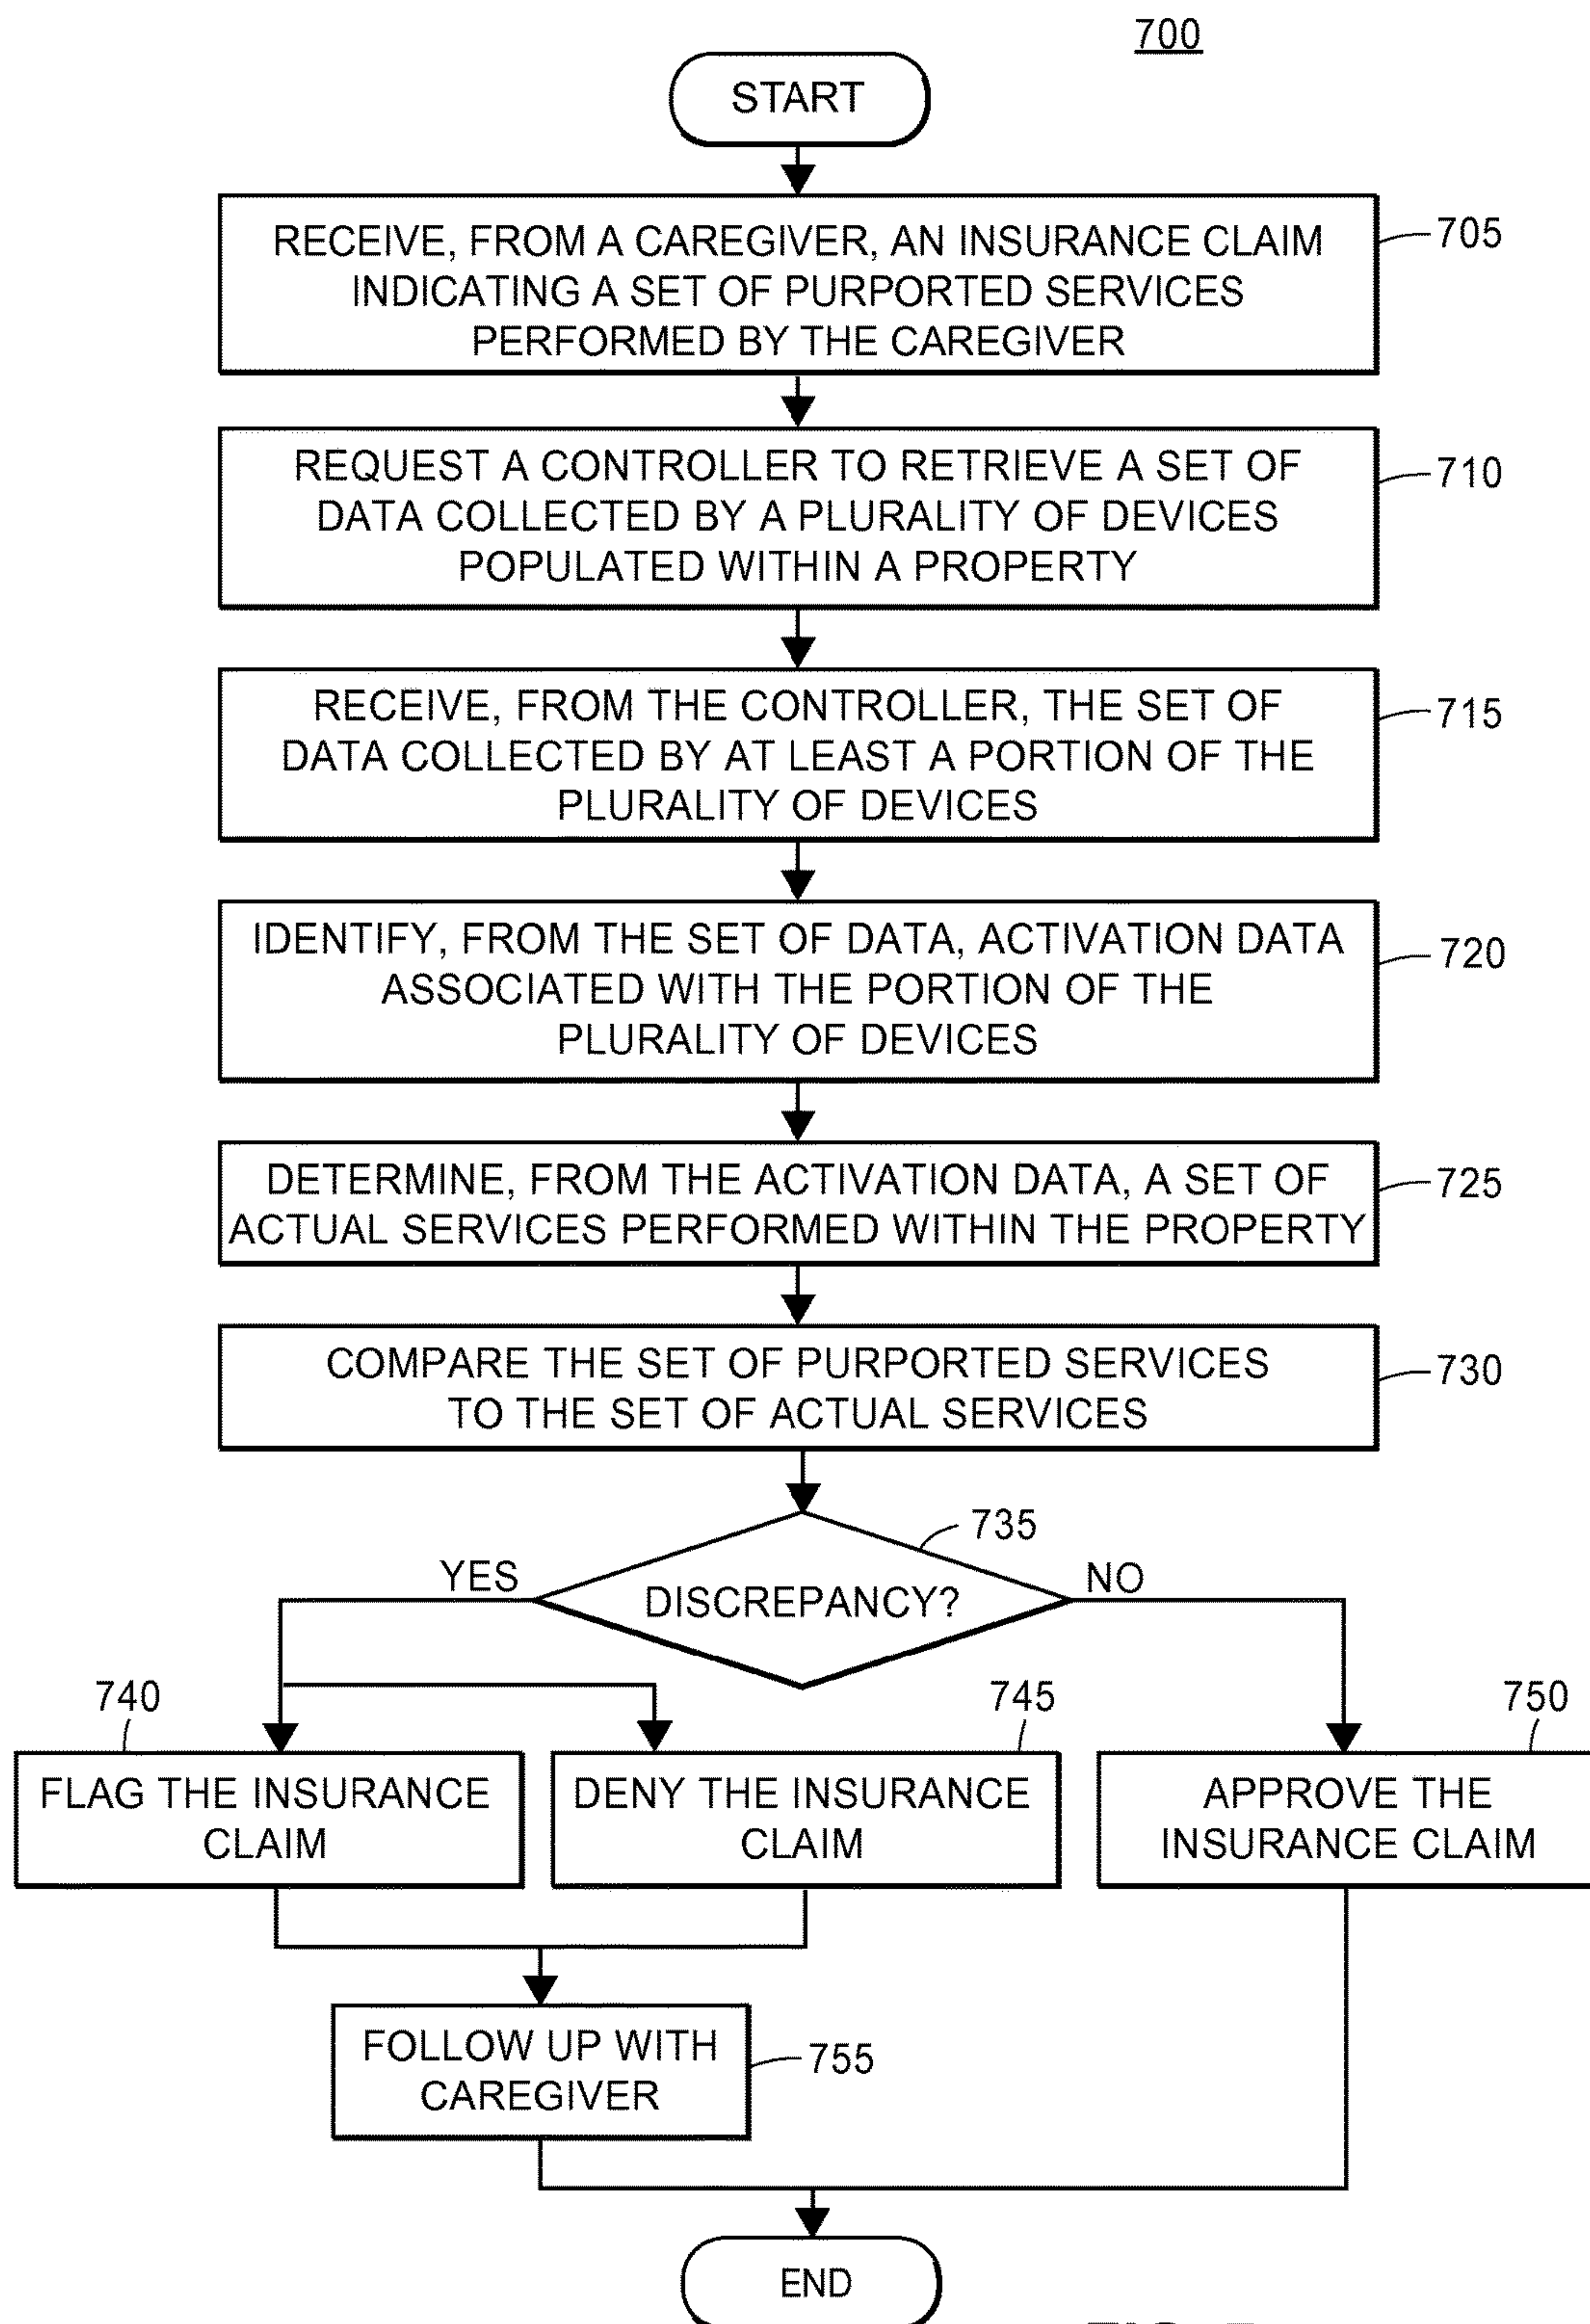 700
START
RECEIVE, FROM A CAREGIVER, AN INSURANCE CLAIM
INDICATING A SET OF PURPORTED SERVICES
PERFORMED BY THE CAREGIVER
705
REQUEST A CONTROLLER TO RETRIEVE A SET OF
DATA COLLECTED BY A PLURALITY OF DEVICES
POPULATED WITHIN A PROPERTY
710
RECEIVE, FROM THE CONTROLLER, THE SET OF
DATA COLLECTED BY AT LEAST A PORTION OF THE
PLURALITY OF DEVICES
715
IDENTIFY, FROM THE SET OF DATA, ACTIVATION DATA
ASSOCIATED WITH THE PORTION OF THE
PLURALITY OF DEVICES
720
DETERMINE, FROM THE ACTIVATION DATA, A SET OF
ACTUAL SERVICES PERFORMED WITHIN THE PROPERTY
725
COMPARE THE SET OF PURPORTED SERVICES
TO THE SET OF ACTUAL SERVICES
730
735
YES
DISCREPANCY?
NO
740
FLAG THE INSURANCE
CLAIM
745
DENY THE INSURANCE
CLAIM
750
APPROVE THE
INSURANCE CLAIM
FOLLOW UP WITH
CAREGIVER
755
END